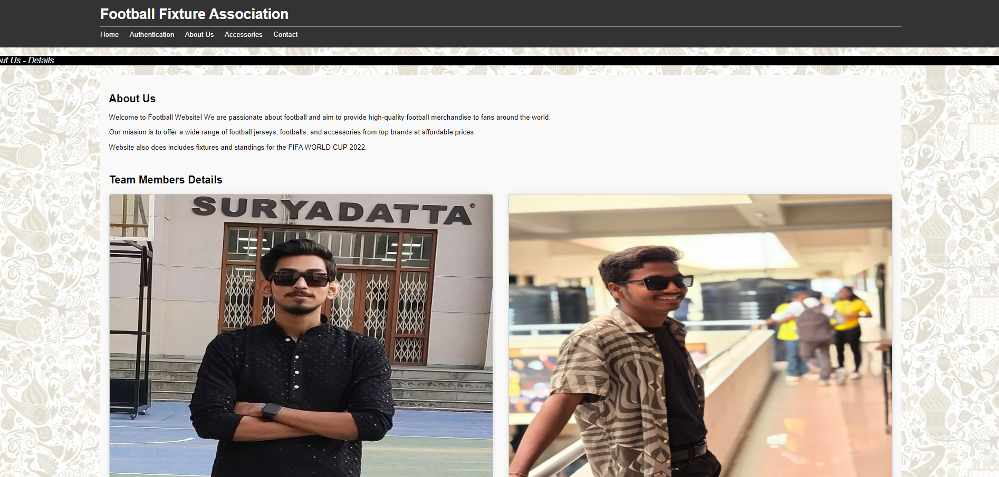 Football Fixture Association
Home Authentication About Us Accessories Contact
out Us - Details
About Us
Welcome to Football Website! We are passionate about football and aim to provide high-quality football merchandise to fans around the world.
Our mission is to offer a wide range of football jerseys, footballs, and accessories from top brands at affordable prices.
Website also does includes fixtures and standings for the FIFA WORLD CUP 2022.
Team Members Details
SURYADATTA®